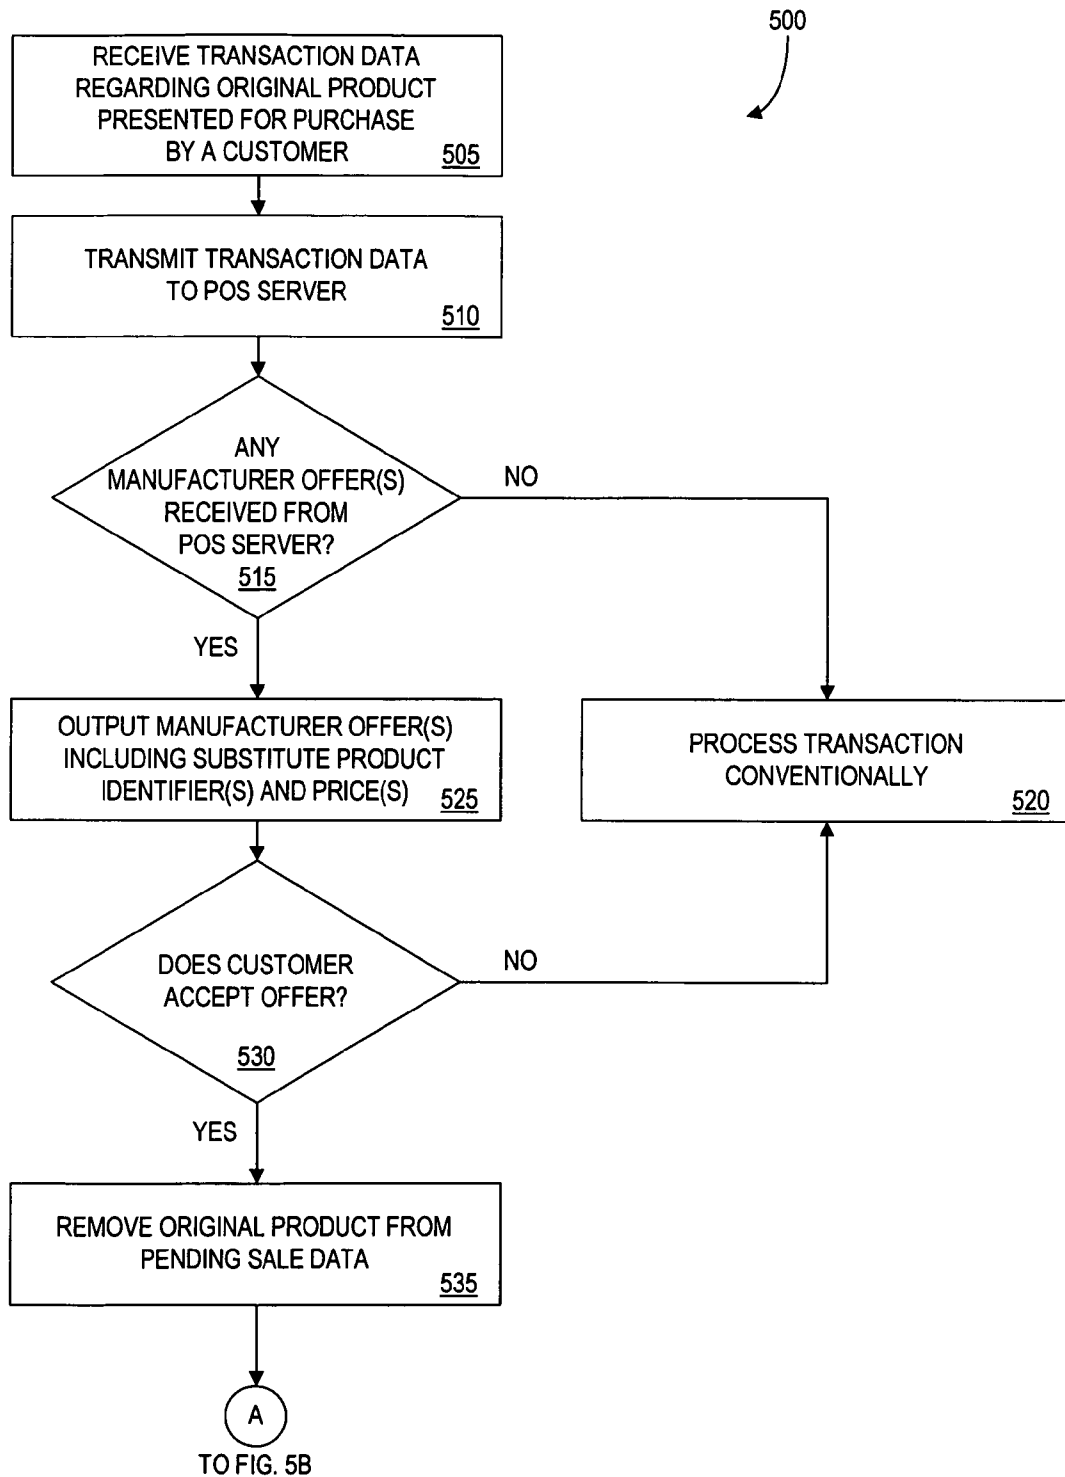 500
RECEIVE TRANSACTION DATA
REGARDING ORIGINAL PRODUCT
PRESENTED FOR PURCHASE
BY A CUSTOMER
505
TRANSMIT TRANSACTION DATA
TO POS SERVER
510
ANY
MANUFACTURER OFFER(S)
RECEIVED FROM
POS SERVER?
515
NO
YES
OUTPUT MANUFACTURER OFFER(S)
INCLUDING SUBSTITUTE PRODUCT
IDENTIFIER(S) AND PRICE(S)
525
PROCESS TRANSACTION
CONVENTIONALLY
520
DOES CUSTOMER
ACCEPT OFFER?
530
NO
YES
REMOVE ORIGINAL PRODUCT FROM
PENDING SALE DATA
535
A
TO FIG. 5B